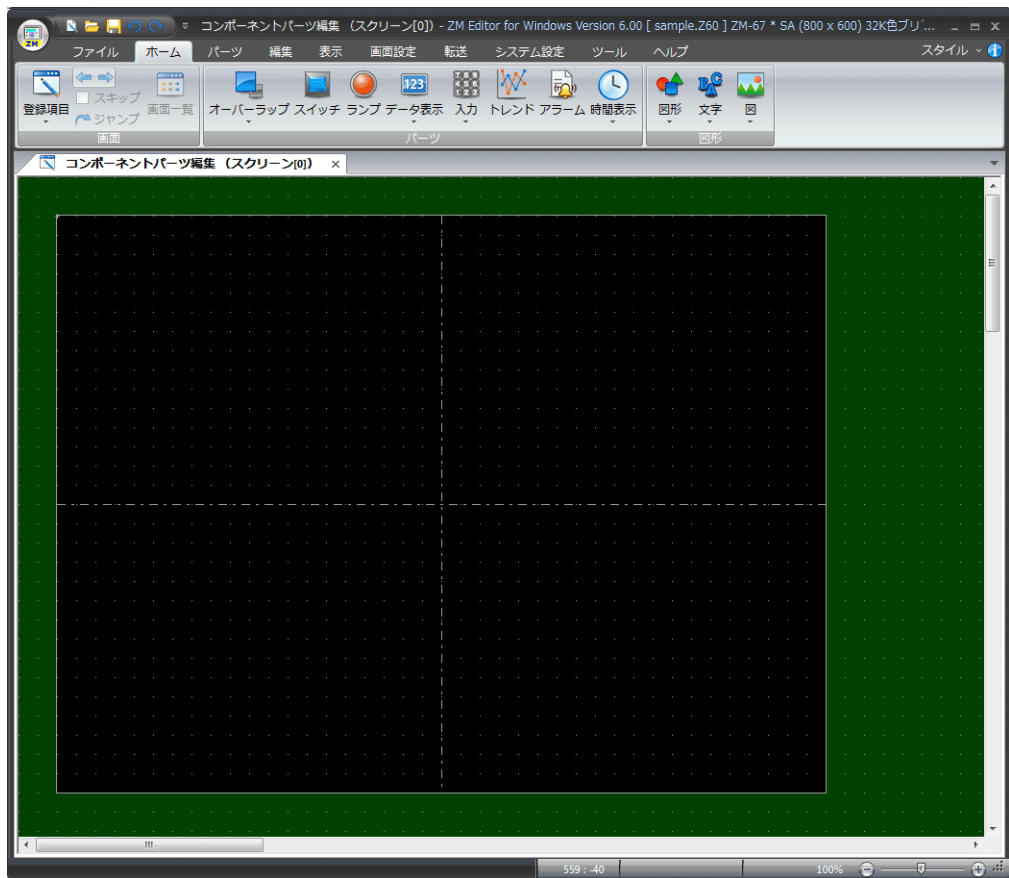 コンポーネントパーツ編集 (スクリーン[0]) - ZM Editor for Windows Version 6.00 [ sample.Z60 ] ZM-67 * SA (800 x 600) 32K色ブリ...
ZM
ファイル ホーム パーツ 編集 表示 画面設定 転送 システム設定 ツール ヘルプ スタイル
登録項目 スキップ ジャンプ 画面一覧 オーバーラップ スイッチ ランプ データ表示 入力 トレンド アラーム 時間表示 図形 文字 図
123
789
456
123
BAC
画面 パーツ 図形
コンポーネントパーツ編集 (スクリーン[0]) ×
559 : -40 100%